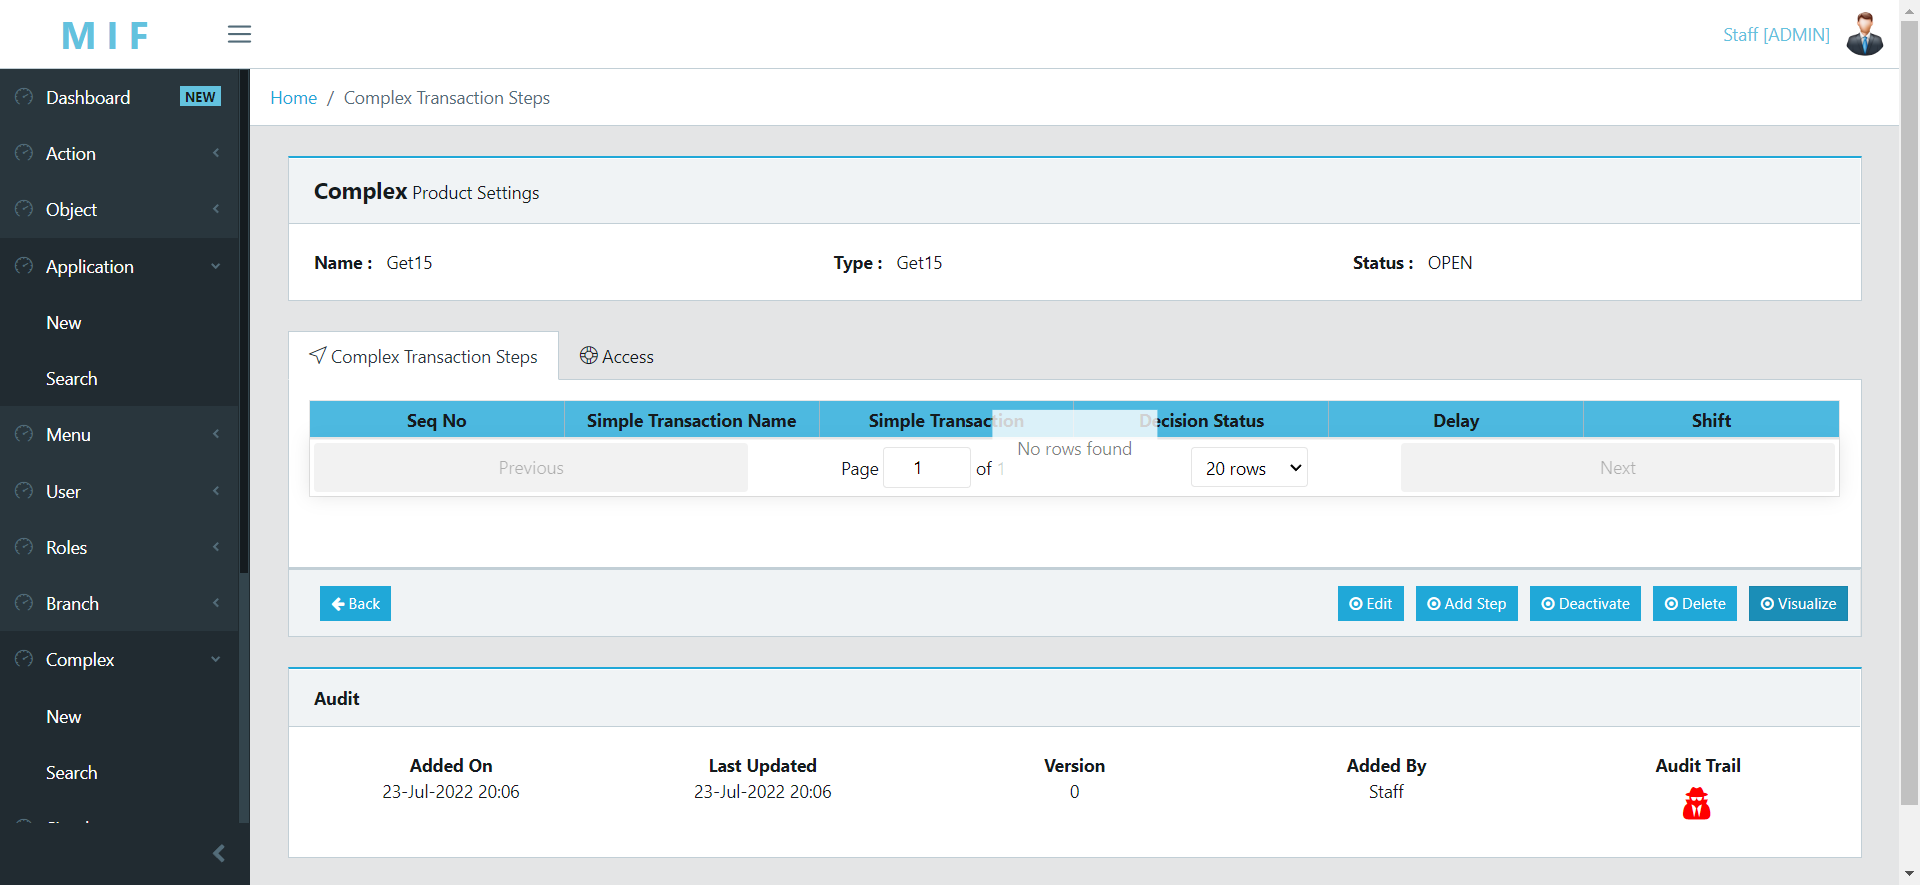 M I F
Staff [ADMIN]
Dashboard NEW
Action
Object
Application
New
Search
Menu
User
Roles
Branch
Complex
New
Search
Home / Complex Transaction Steps
Complex Product Settings
Name : Get15 Type : Get15 Status : OPEN
Complex Transaction Steps Access
Seq No Simple Transaction Name Simple Transaction Decision Status Delay Shift
No rows found
Previous Page 1 of 1 20 rows Next
Back Edit Add Step Deactivate Delete Visualize
Audit
Added On Last Updated Version Added By Audit Trail
23-Jul-2022 20:06 23-Jul-2022 20:06 0 Staff